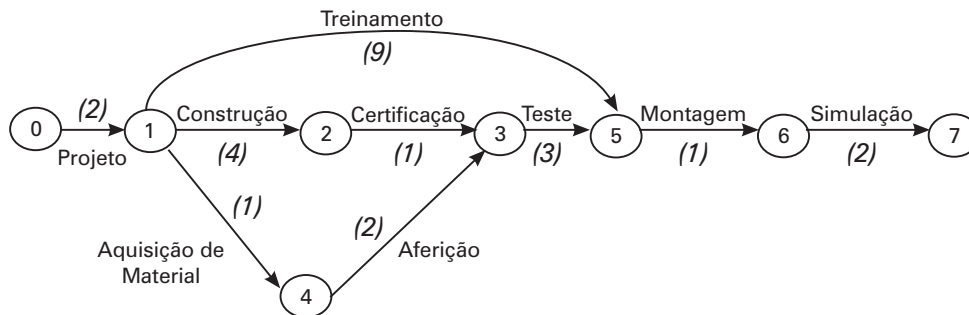 Treinamento
(9)
(2)
Construção
Certificação
Teste
Montagem
Simulação
0
1
2
3
5
6
7
Projeto
(4)
(1)
(3)
(1)
(2)
(1)
(2)
Aquisição de
Material
Aferição
4